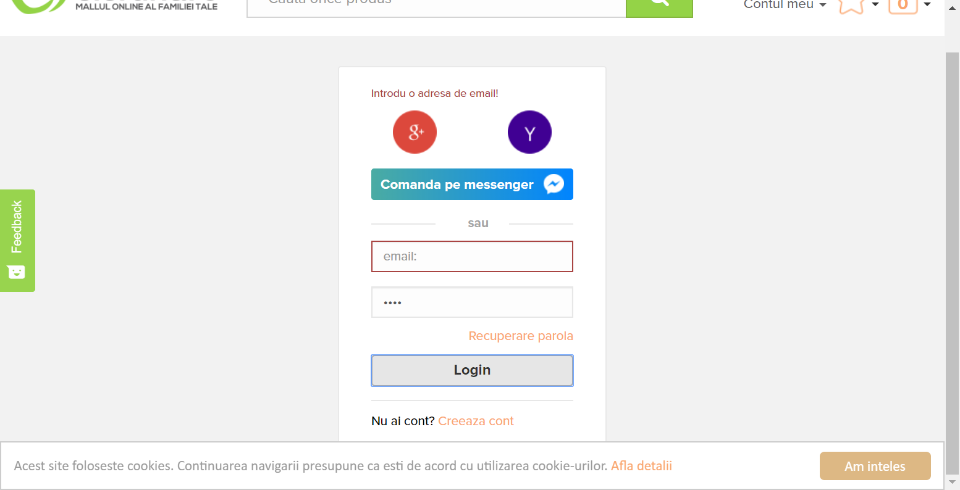 MALLUL ONLINE AL FAMILIEI TALE
Cauta orice produs
Contul meu
0
Introdu o adresa de email!
g+
Y
Comanda pe messenger
sau
Feedback
email:
••••
Recuperare parola
Login
Nu ai cont? Creeaza cont
Acest site foloseste cookies. Continuarea navigarii presupune ca esti de acord cu utilizarea cookie-urilor. Afla detalii
Am inteles